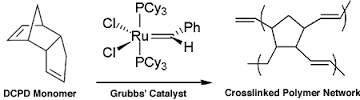 PCy3
Cl
Ru
Ph
Cl
H
PCy3
DCPD Monomer
Grubbs' Catalyst
Crosslinked Polymer Network